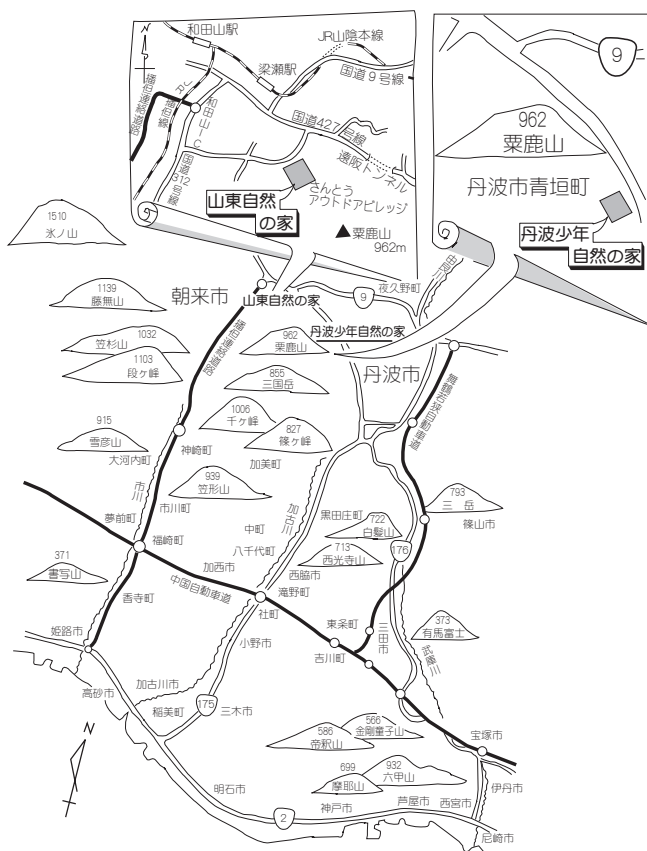 和田山駅
N
梁瀬駅
JR山陰本線
国道9号線
播但連絡道路
JR
播但線
和田山IC
国道427号線
遠阪トンネル
国道312号線
さんとう
アウトドアビレッジ
山東自然
の家
▲粟鹿山
962m
9
962
粟鹿山
丹波市青垣町
丹波少年
自然の家
1510
氷ノ山
1139
藤無山
1032
笠杉山
1103
段ヶ峰
915
雪彦山
371
書写山
朝来市
山東自然の家
9
夜久野町
由良川
播但連絡道路
丹波少年自然の家
962
粟鹿山
丹波市
855
三国岳
1006
千ヶ峰
827
篠ヶ峰
舞鶴若狭自動車道
大河内町
神崎町
加美町
939
笠形山
市川
市川町
夢前町
福崎町
加古川
中町
八千代町
黒田庄町
722
白髪山
713
西光寺山
西脇市
176
793
三岳
篠山市
加西市
中国自動車道
滝野町
社町
香寺町
姫路市
東条町
吉川町
三田市
373
有馬富士
武庫川
小野市
高砂市
加古川市
稲美町
175
三木市
586
帝釈山
566
金剛童子山
宝塚市
699
摩耶山
932
六甲山
伊丹市
N
明石市
2
神戸市
芦屋市
西宮市
尼崎市